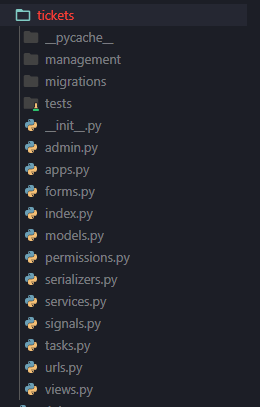 tickets
__pycache__
management
migrations
tests
__init__.py
admin.py
apps.py
forms.py
index.py
models.py
permissions.py
serializers.py
services.py
signals.py
tasks.py
urls.py
views.py